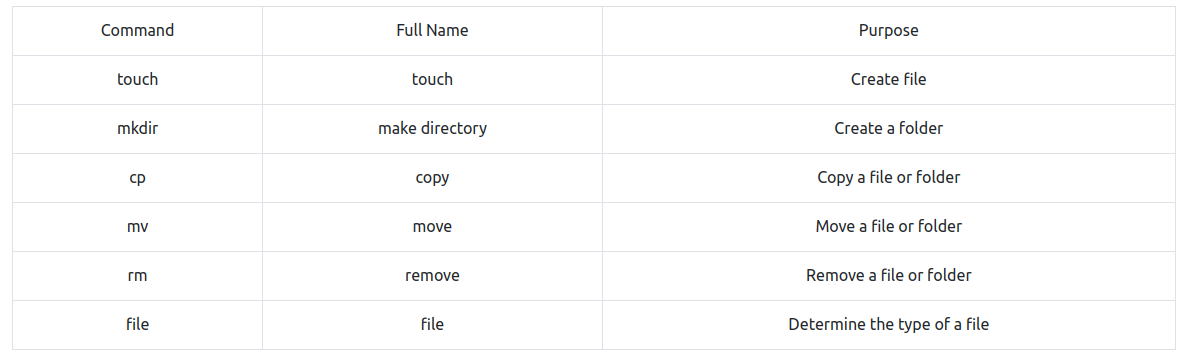 Command Full Name Purpose
touch touch Create file
mkdir make directory Create a folder
cp copy Copy a file or folder
mv move Move a file or folder
rm remove Remove a file or folder
file file Determine the type of a file